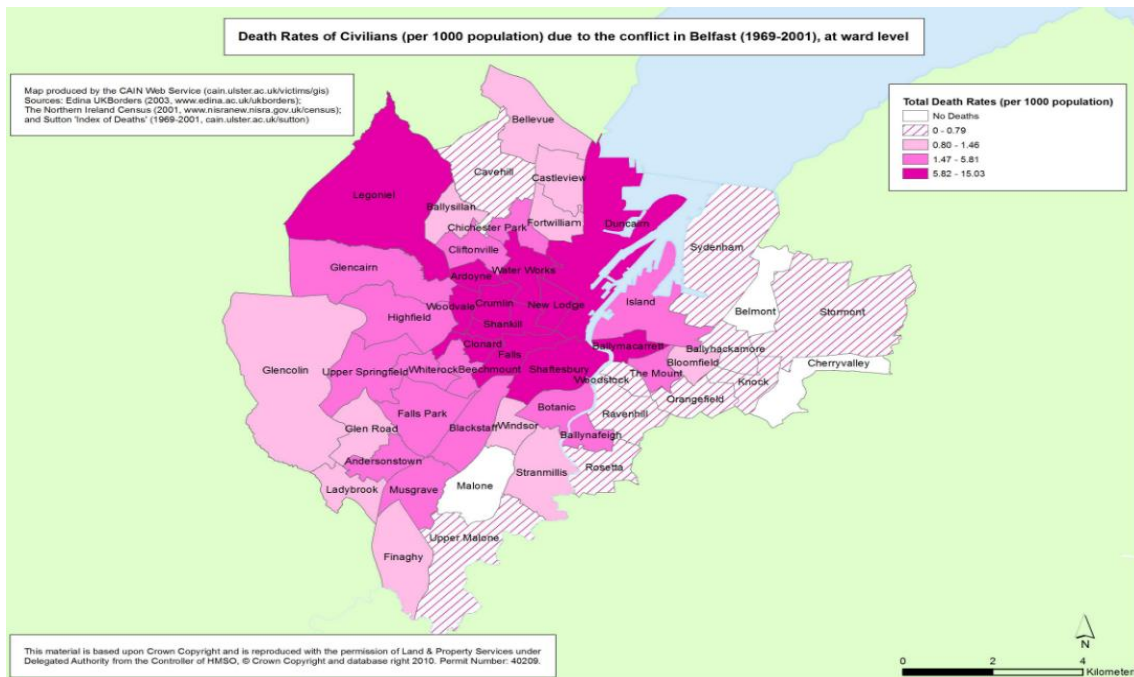 Death Rates of Civilians (per 1000 population) due to the conflict in Belfast (1969-2001), at ward level
Map produced by the CAIN Web Service (cain.ulster.ac.uk/victims/gis)
Sources: Edina UKBorders (2003, www.edina.ac.uk/ukborders);
The Northern Ireland Census (2001, www.nisranew.nisra.gov.uk/census);
and Sutton 'Index of Deaths' (1969-2001, cain.ulster.ac.uk/sutton)
Total Death Rates (per 1000 population)
No Deaths
0 - 0.79
0.80 - 1.46
1.47 - 5.81
5.82 - 15.03
Bellevue
Cavehill
Castleview
Legoniel
Ballysillan
Chichester Park
Fortwilliam
Duncairn
Sydenham
Cliftonville
Glencairn
Ardoyne
Water Works
Woodvale
Crumlin
New Lodge
Island
Belmont
Stormont
Highfield
Shankill
Clonard
Falls
Ballymacarrett
Ballyhackamore
Bloomfield
Cherryvalley
Glencolin
Upper Springfield
Whiterock
Beechmount
Shaftesbury
Woodstock
The Mount
Knock
Orangefield
Falls Park
Botanic
Ravenhill
Glen Road
Blackstaff
Windsor
Ballynafeigh
Andersonstown
Rosetta
Stranmillis
Ladybrook
Musgrave
Malone
Upper Malone
Finaghy
N
This material is based upon Crown Copyright and is reproduced with the permission of Land & Property Services under
Delegated Authority from the Controller of HMSO, © Crown Copyright and database right 2010. Permit Number: 40209.
0 2 4
Kilometer